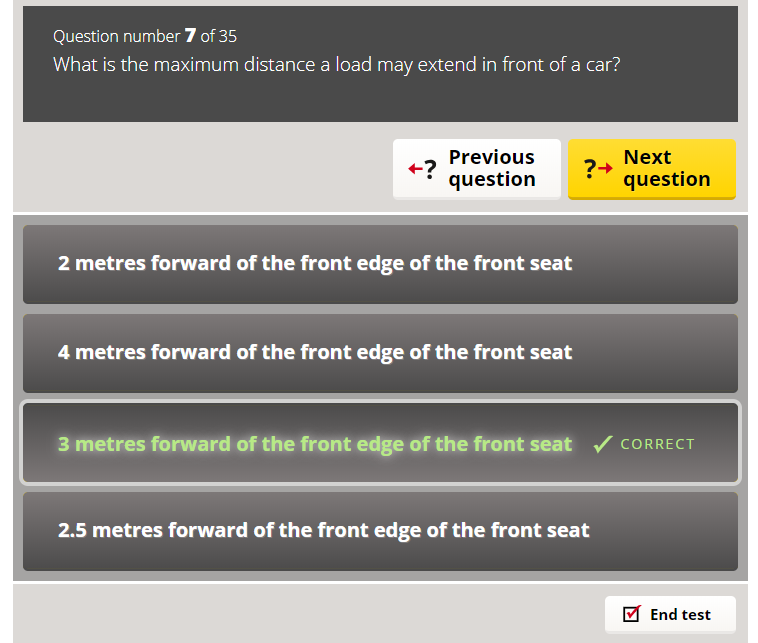 Question number 7 of 35
What is the maximum distance a load may extend in front of a car?
Previous
question
Next
question
2 metres forward of the front edge of the front seat
4 metres forward of the front edge of the front seat
3 metres forward of the front edge of the front seat CORRECT
2.5 metres forward of the front edge of the front seat
End test